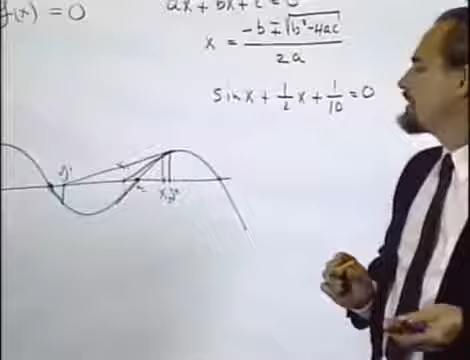 f(x) = 0
ax + bx + c = 0
x = -b ∓ √b²-4ac / 2a
sin x + 1/2 x + 1/10 = 0